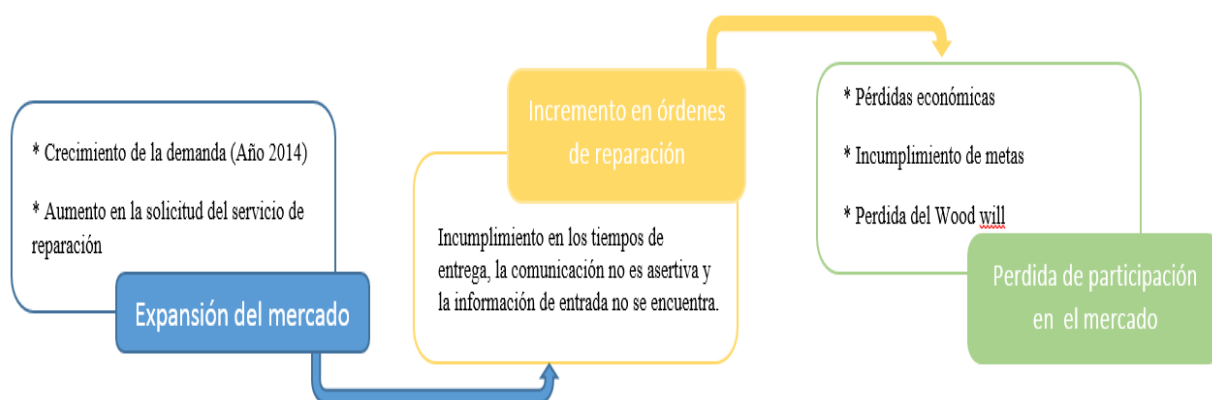 * Crecimiento de la demanda (Año 2014)
* Aumento en la solicitud del servicio de
reparación
Expansión del mercado
Incremento en órdenes
de reparación
Incumplimiento en los tiempos de
entrega, la comunicación no es asertiva y
la información de entrada no se encuentra.
* Pérdidas económicas
* Incumplimiento de metas
* Perdida del Wood will
Perdida de participación
en el mercado